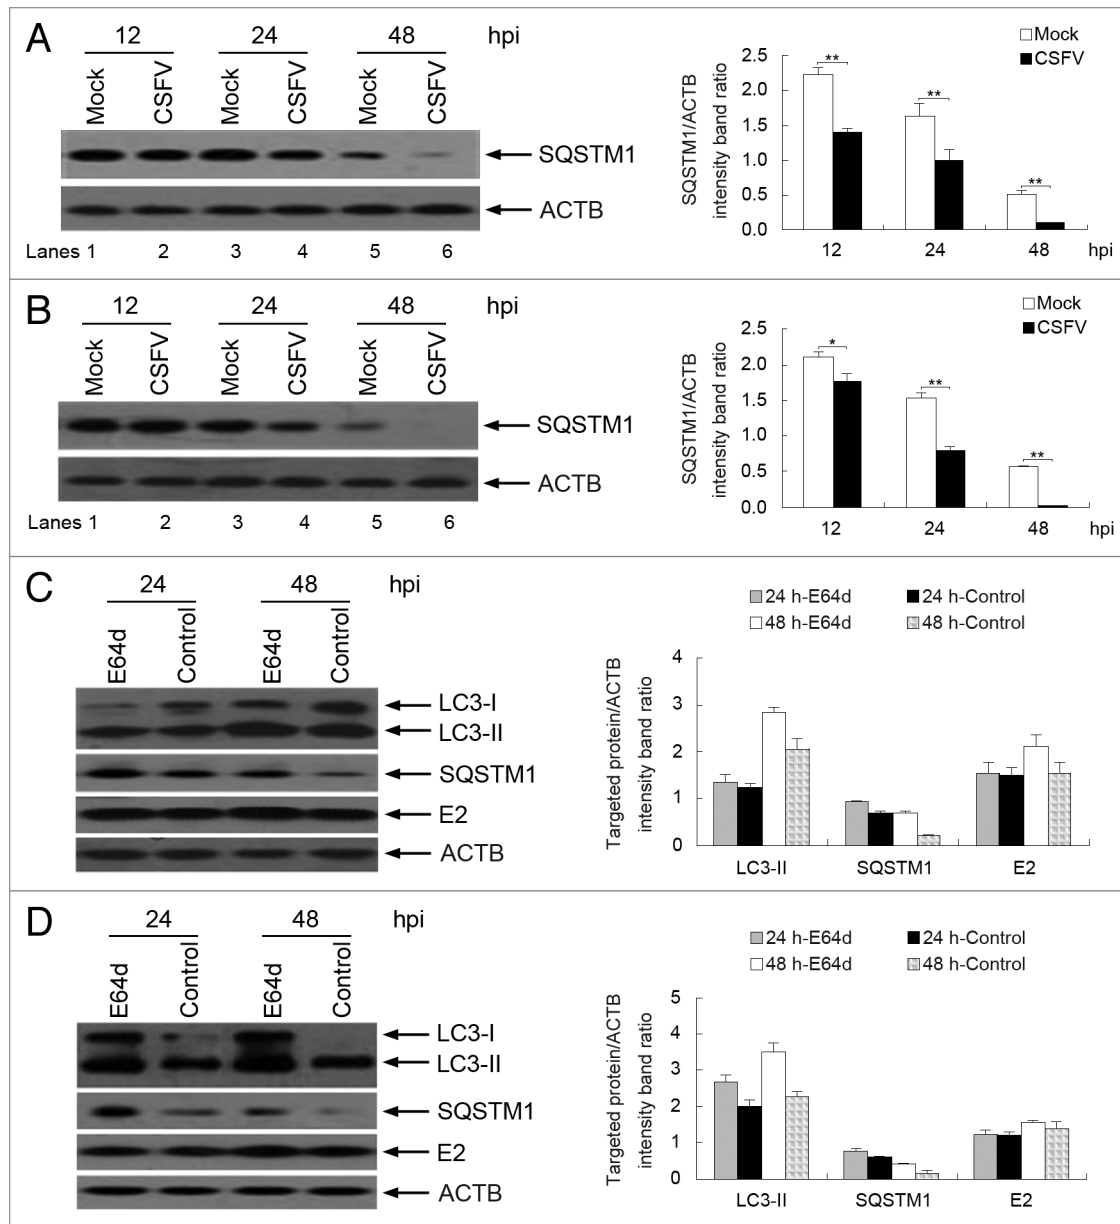 A
12 24 48 hpi
Mock CSFV Mock CSFV Mock CSFV
SQSTM1
ACTB
Lanes 1 2 3 4 5 6
Mock
CSFV
SQSTM1/ACTB
intensity band ratio
2.5
2.0
1.5
1.0
0.5
0.0
** ** **
12 24 48 hpi
B
12 24 48 hpi
Mock CSFV Mock CSFV Mock CSFV
SQSTM1
ACTB
Lanes 1 2 3 4 5 6
Mock
CSFV
SQSTM1/ACTB
intensity band ratio
2.5
2.0
1.5
1.0
0.5
0.0
* ** **
12 24 48 hpi
C
24 48 hpi
E64d Control E64d Control
LC3-I
LC3-II
SQSTM1
E2
ACTB
24 h-E64d 24 h-Control
48 h-E64d 48 h-Control
Targeted protein/ACTB
intensity band ratio
4
3
2
1
0
LC3-II SQSTM1 E2
D
24 48 hpi
E64d Control E64d Control
LC3-I
LC3-II
SQSTM1
E2
ACTB
24 h-E64d 24 h-Control
48 h-E64d 48 h-Control
Targeted protein/ACTB
intensity band ratio
5
4
3
2
1
0
LC3-II SQSTM1 E2